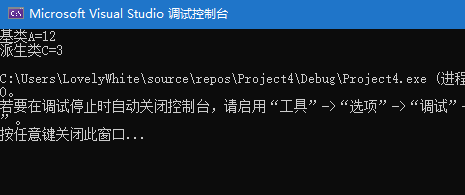 Microsoft Visual Studio 调试控制台
基类A=12
派生类C=3
C:\Users\LovelyWhite\source\repos\Project4\Debug\Project4.exe (进程
0。
若要在调试停止时自动关闭控制台，请启用“工具”->“选项”->“调试”-
”。
按任意键关闭此窗口...